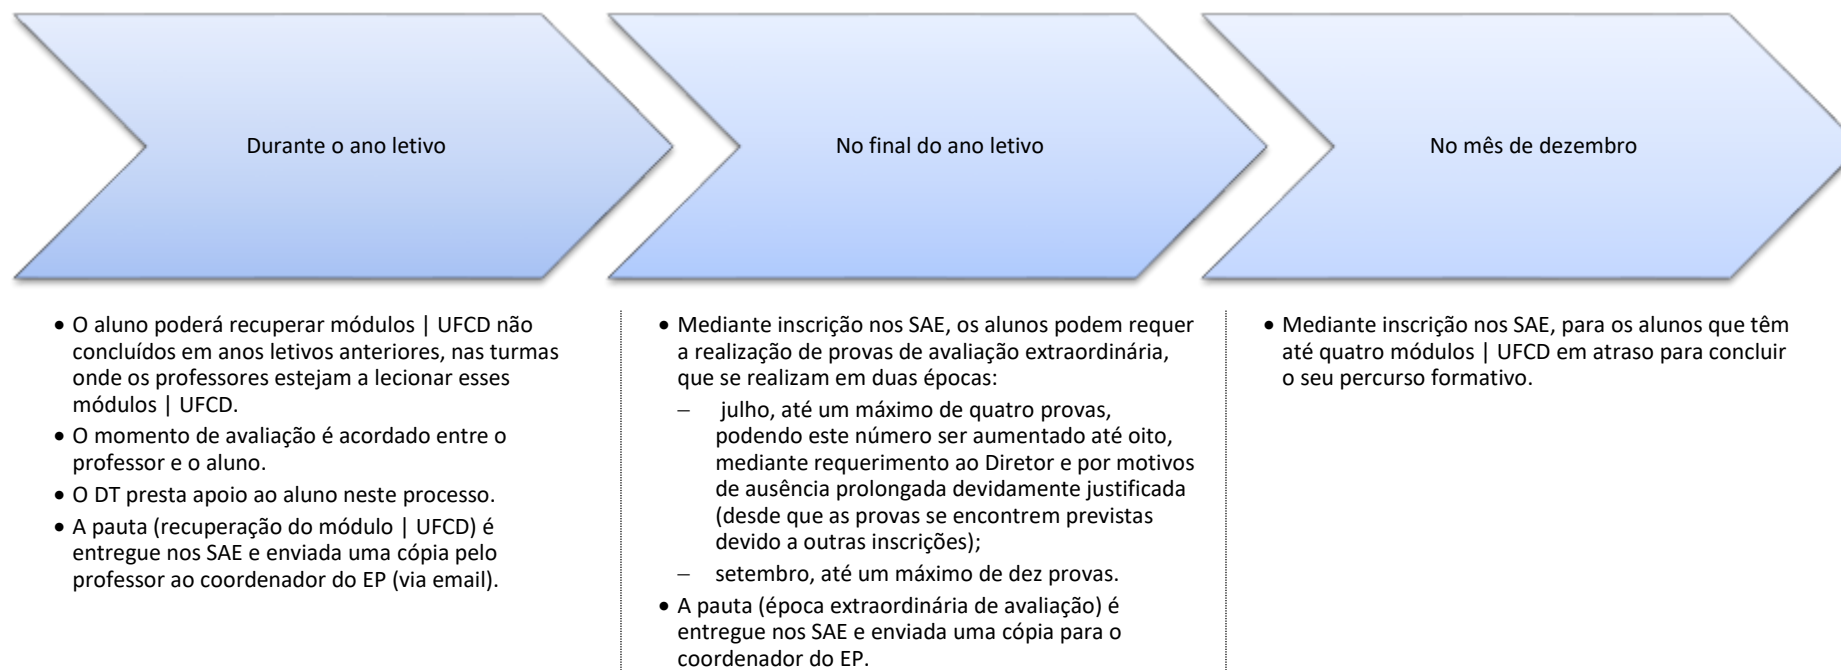 Durante o ano letivo
No final do ano letivo
No mês de dezembro
• O aluno poderá recuperar módulos | UFCD não
concluídos em anos letivos anteriores, nas turmas
onde os professores estejam a lecionar esses
módulos | UFCD.
• O momento de avaliação é acordado entre o
professor e o aluno.
• O DT presta apoio ao aluno neste processo.
• A pauta (recuperação do módulo | UFCD) é
entregue nos SAE e enviada uma cópia pelo
professor ao coordenador do EP (via email).
• Mediante inscrição nos SAE, os alunos podem requer
a realização de provas de avaliação extraordinária,
que se realizam em duas épocas:
– julho, até um máximo de quatro provas,
podendo este número ser aumentado até oito,
mediante requerimento ao Diretor e por motivos
de ausência prolongada devidamente justificada
(desde que as provas se encontrem previstas
devido a outras inscrições);
– setembro, até um máximo de dez provas.
• A pauta (época extraordinária de avaliação) é
entregue nos SAE e enviada uma cópia para o
coordenador do EP.
• Mediante inscrição nos SAE, para os alunos que têm
até quatro módulos | UFCD em atraso para concluir
o seu percurso formativo.